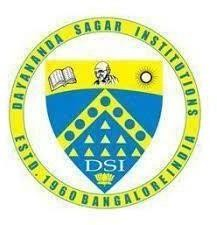 DAYANANDA SAGAR INSTITUTIONS
DSI
ESTD. 1960 BANGALORE INDIA